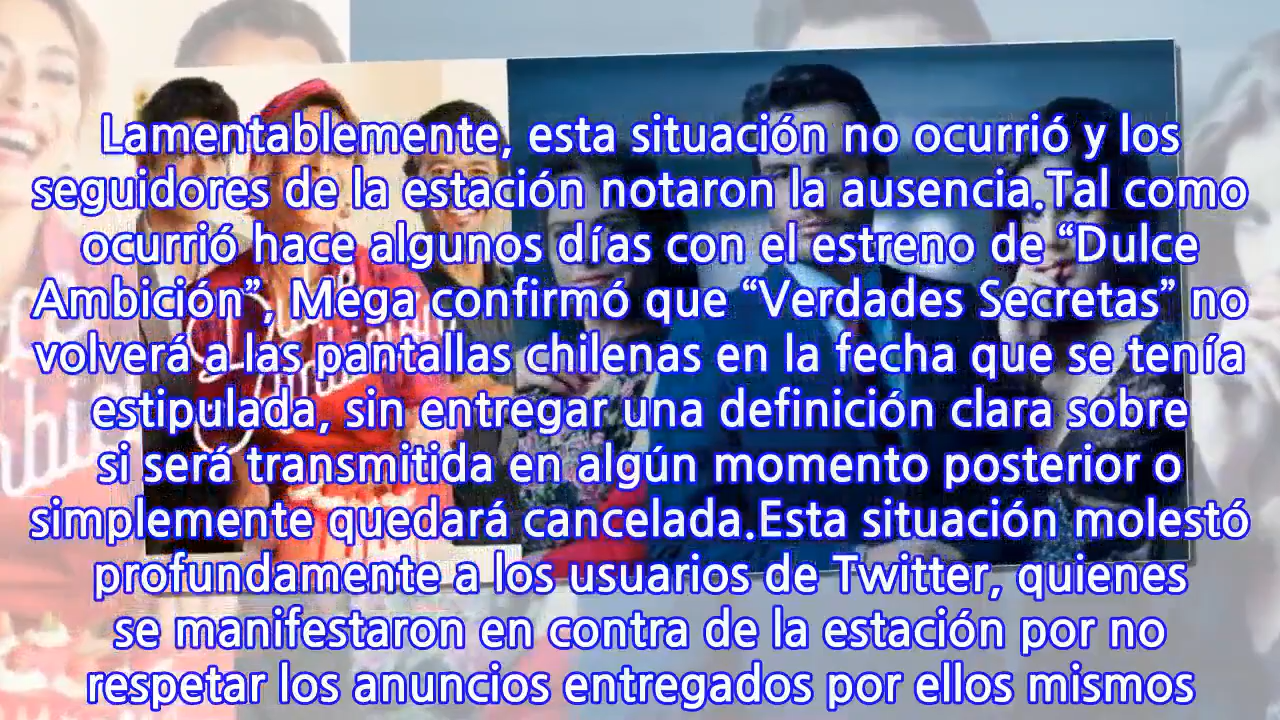 Lamentablemente, esta situación no ocurrió y los
seguidores de la estación notaron la ausencia.Tal como
ocurrió hace algunos días con el estreno de “Dulce
Ambición”, Mega confirmó que “Verdades Secretas” no
volverá a las pantallas chilenas en la fecha que se tenía
estipulada, sin entregar una definición clara sobre
si será transmitida en algún momento posterior o
simplemente quedará cancelada.Esta situación molestó
profundamente a los usuarios de Twitter, quienes
se manifestaron en contra de la estación por no
respetar los anuncios entregados por ellos mismos